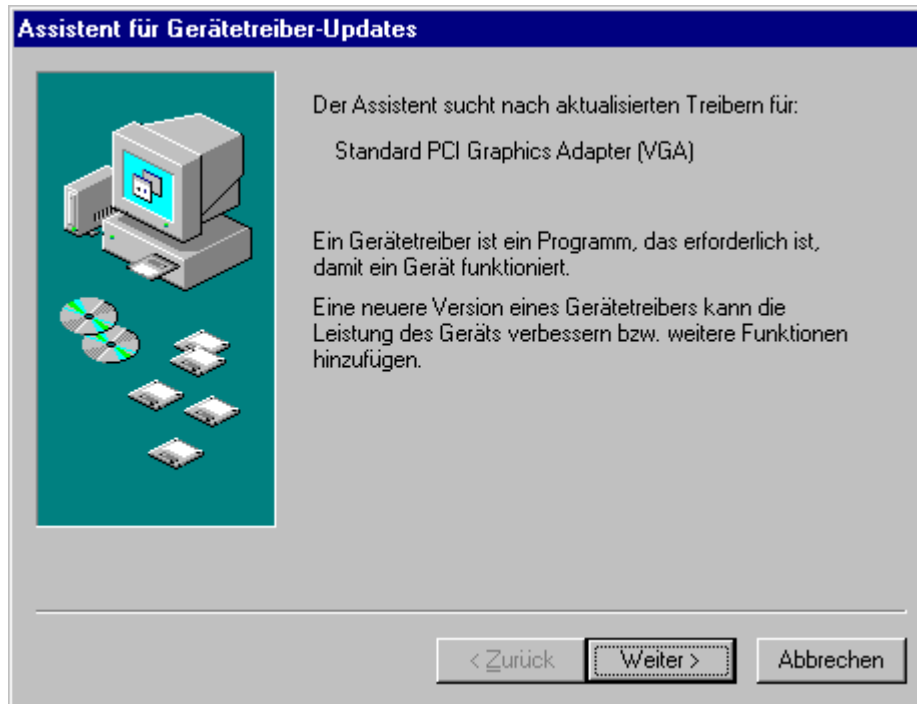 Assistent für Gerätetreiber-Updates
Der Assistent sucht nach aktualisierten Treibern für:
Standard PCI Graphics Adapter (VGA)
Ein Gerätetreiber ist ein Programm, das erforderlich ist,
damit ein Gerät funktioniert.
Eine neuere Version eines Gerätetreibers kann die
Leistung des Geräts verbessern bzw. weitere Funktionen
hinzufügen.
< Zurück
Weiter >
Abbrechen